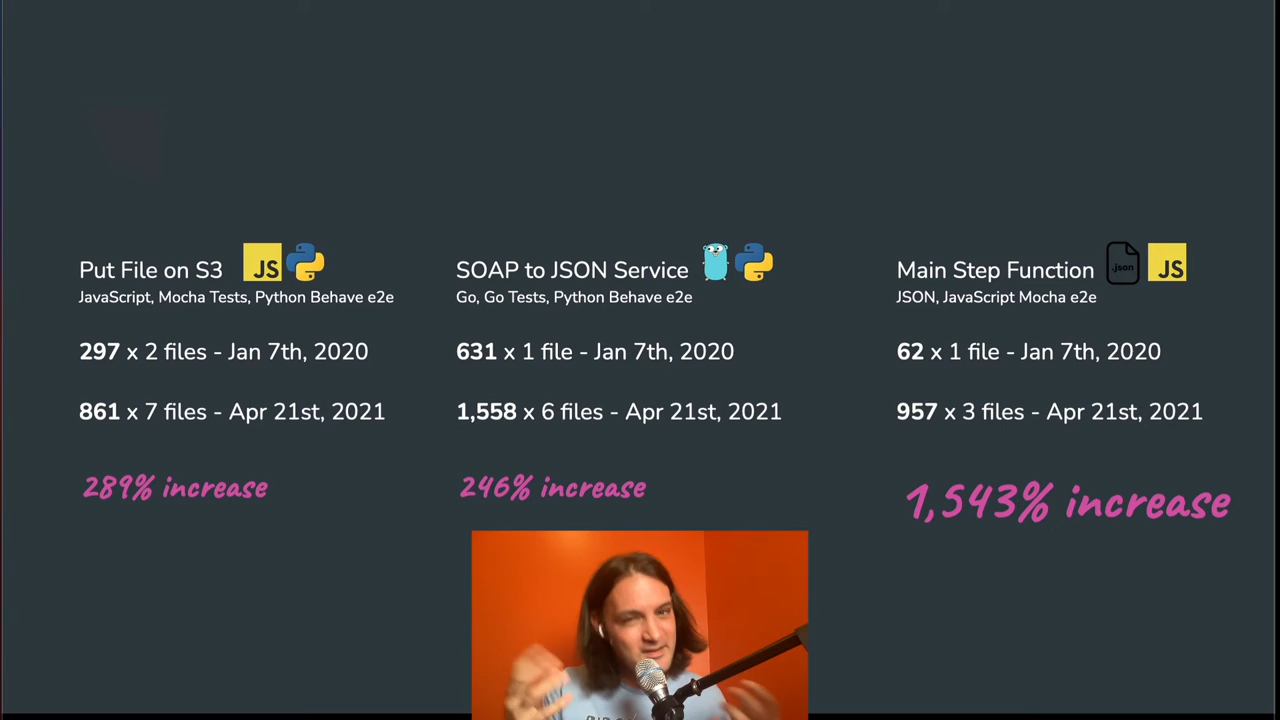 Put File on S3
JS
JavaScript, Mocha Tests, Python Behave e2e
297 x 2 files - Jan 7th, 2020
861 x 7 files - Apr 21st, 2021
289% increase
SOAP to JSON Service
Go, Go Tests, Python Behave e2e
631 x 1 file - Jan 7th, 2020
1,558 x 6 files - Apr 21st, 2021
246% increase
Main Step Function
.json
JS
JSON, JavaScript Mocha e2e
62 x 1 file - Jan 7th, 2020
957 x 3 files - Apr 21st, 2021
1,543% increase